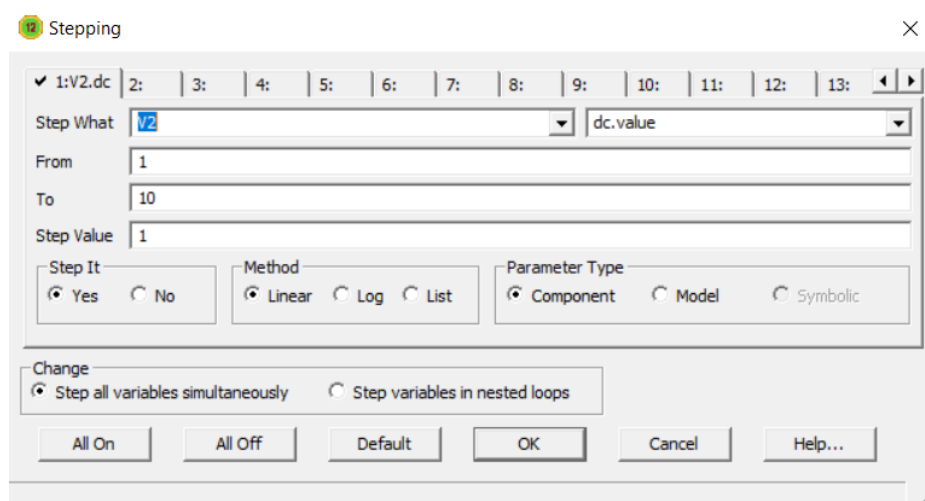 12 Stepping
1:V2.dc 2: 3: 4: 5: 6: 7: 8: 9: 10: 11: 12: 13:
Step What V2 dc.value
From 1
To 10
Step Value 1
Step It Method Parameter Type
Yes No Linear Log List Component Model Symbolic
Change
Step all variables simultaneously Step variables in nested loops
All On All Off Default OK Cancel Help...